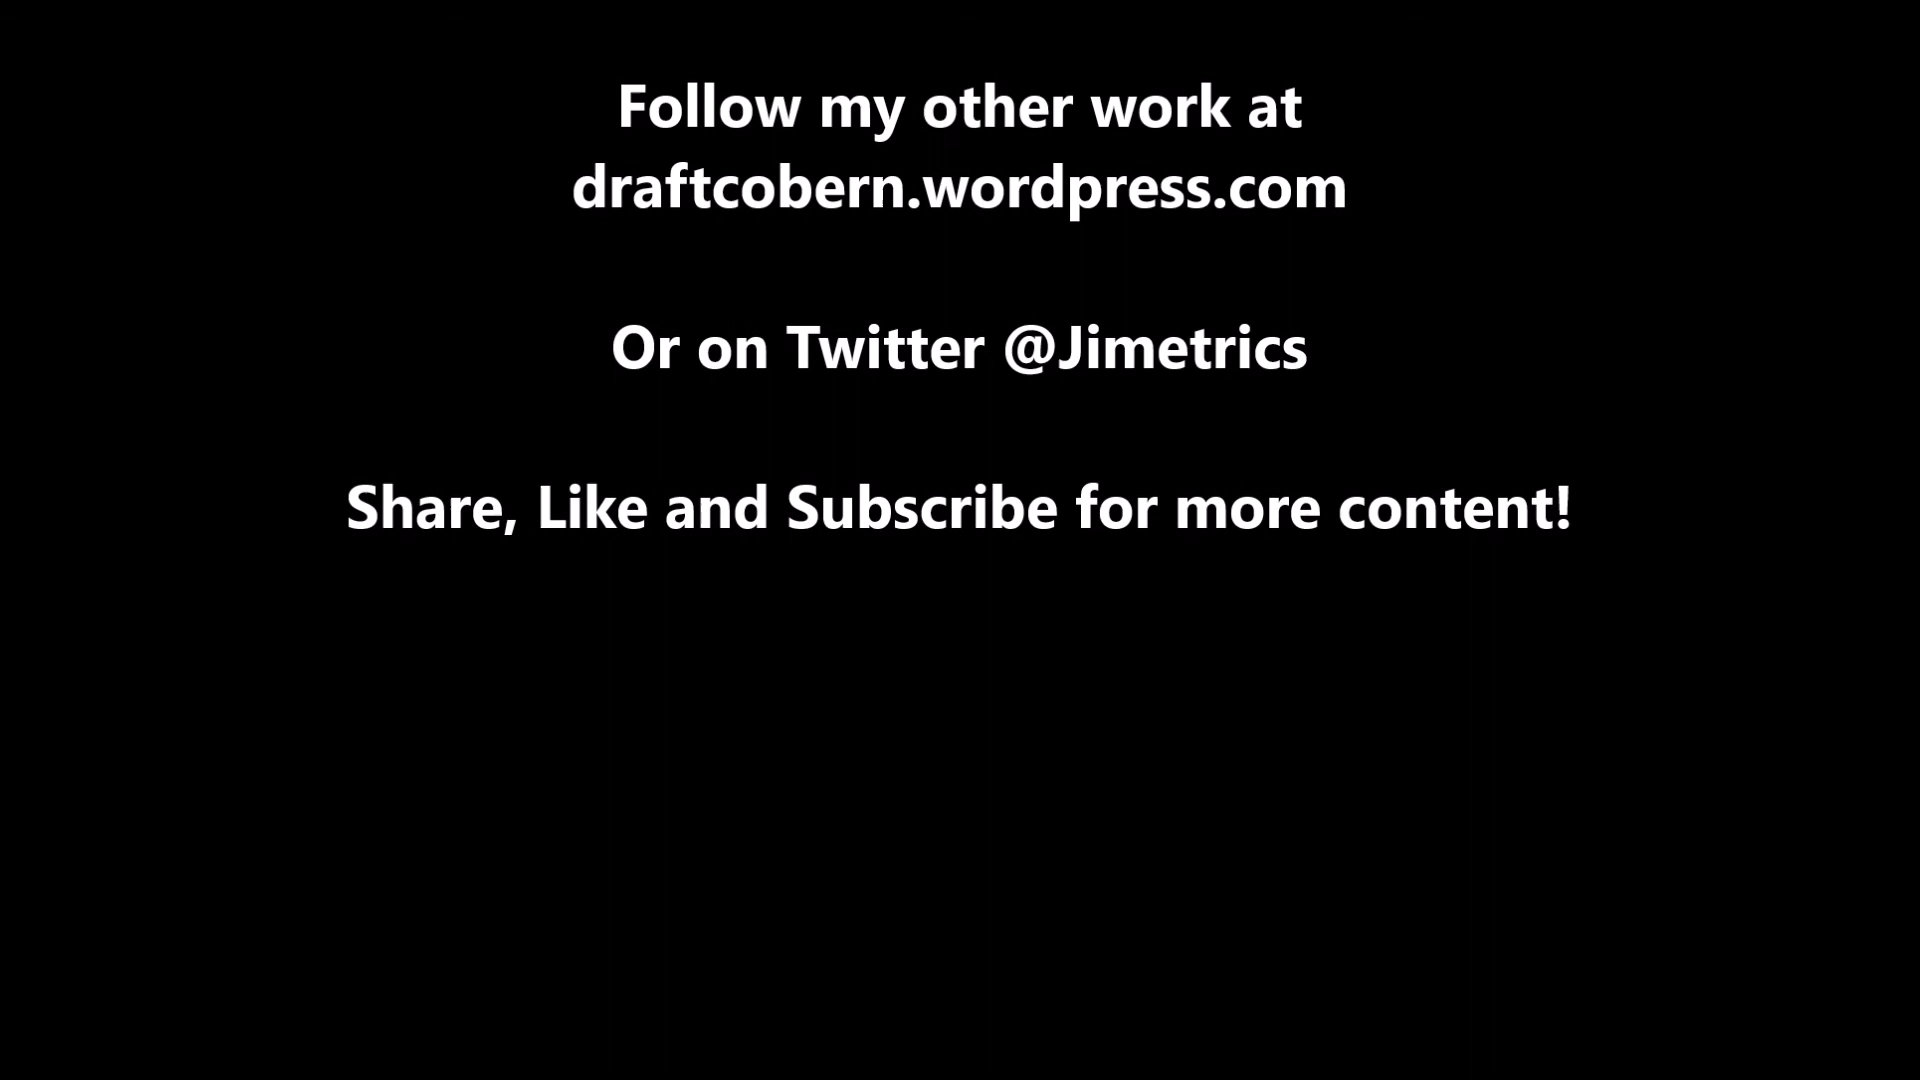 Follow my other work at
draftcobern.wordpress.com
Or on Twitter @Jimetrics
Share, Like and Subscribe for more content!